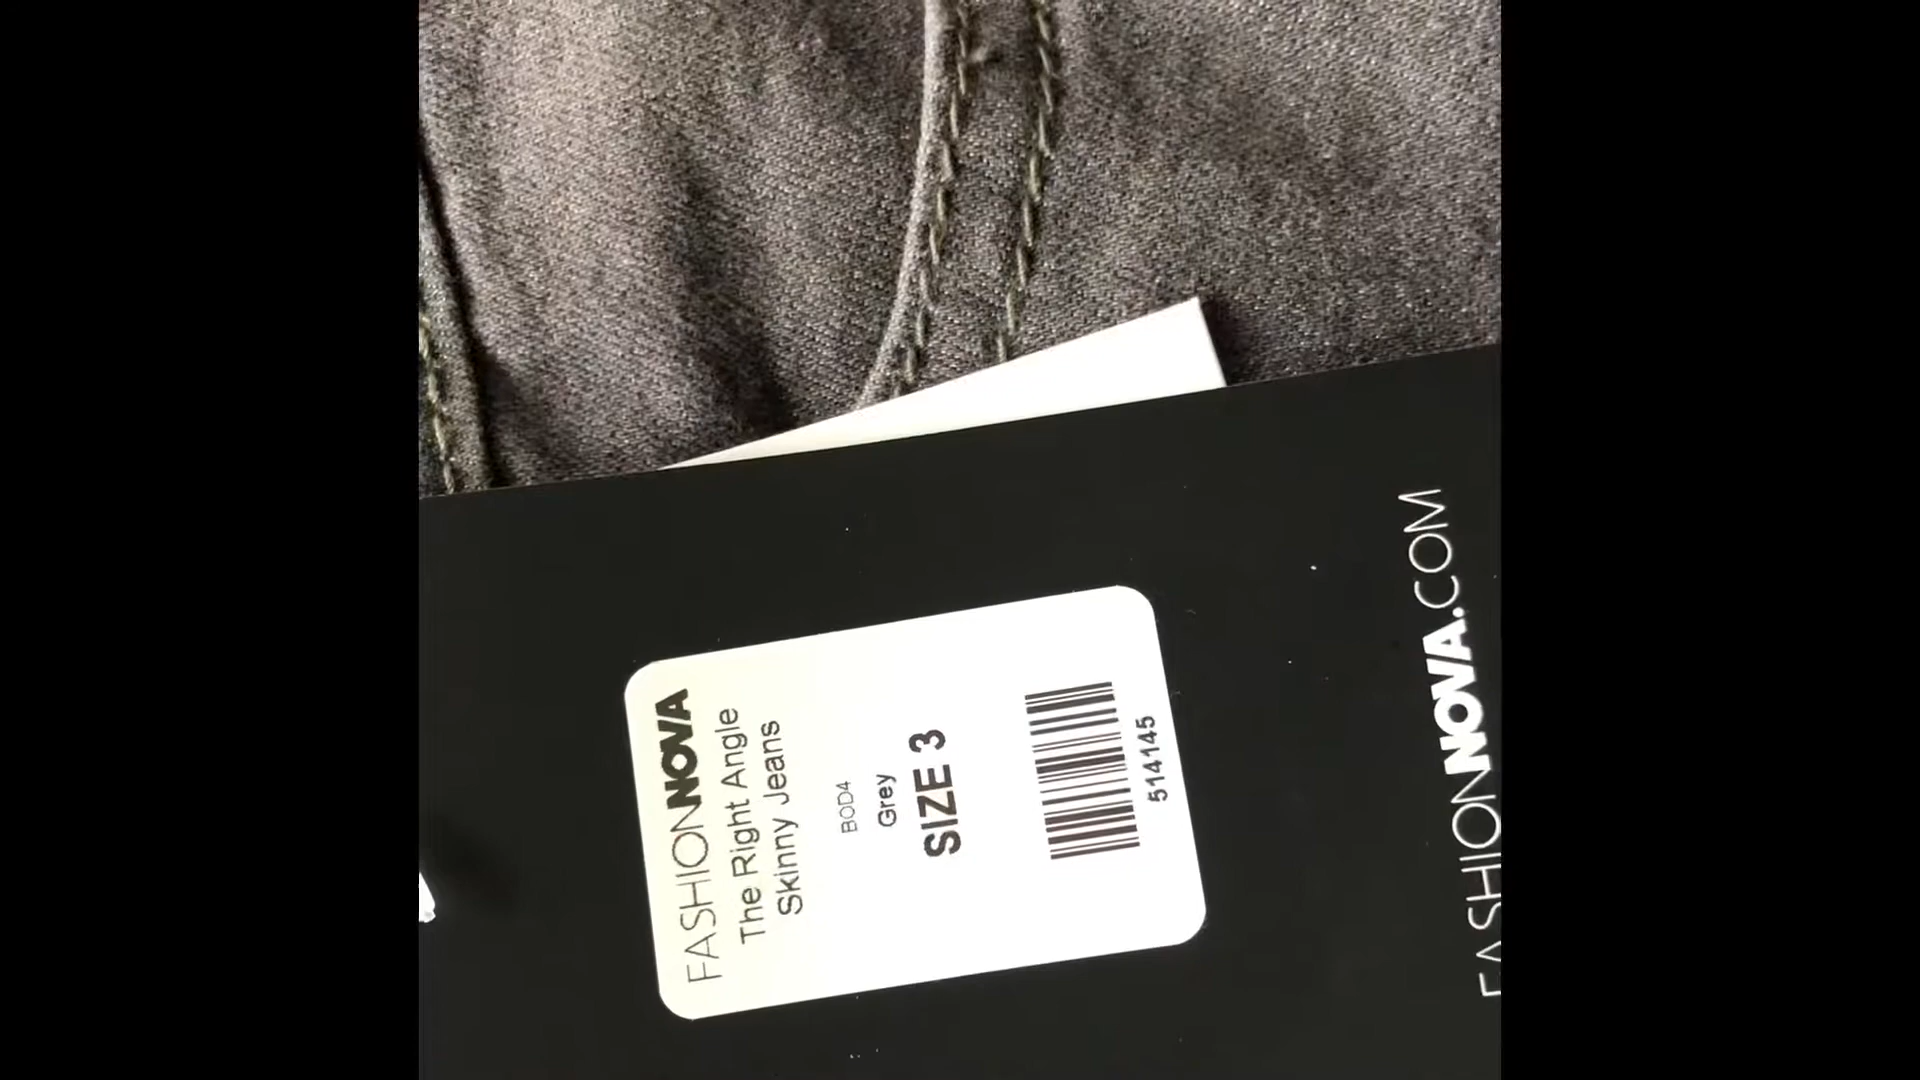 FASHIONNOVA
The Right Angle
Skinny Jeans
BOD4
Grey
SIZE 3
514145
FASHIONNOVA.COM